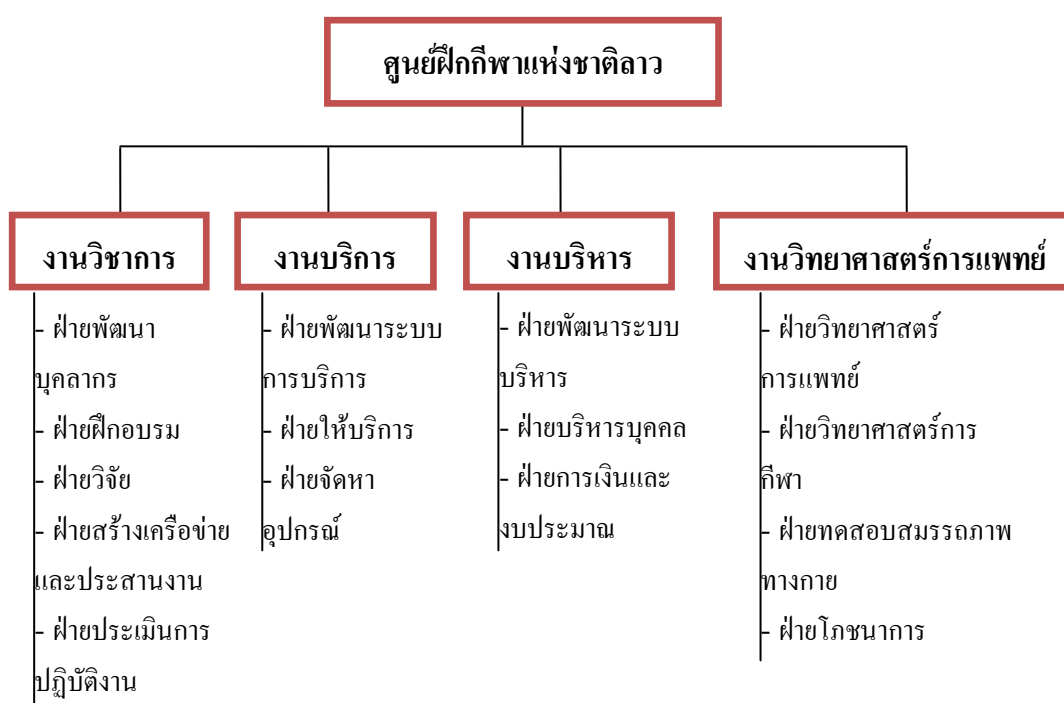 ศูนย์ฝึกกีฬาแห่งชาติลาว
งานวิชาการ
- ฝ่ายพัฒนา
บุคลากร
- ฝ่ายฝึกอบรม
- ฝ่ายวิจัย
- ฝ่ายสร้างเครือข่าย
และประสานงาน
- ฝ่ายประเมินการ
ปฏิบัติงาน
งานบริการ
- ฝ่ายพัฒนาระบบ
การบริการ
- ฝ่ายให้บริการ
- ฝ่ายจัดหา
อุปกรณ์
งานบริหาร
- ฝ่ายพัฒนาระบบ
บริหาร
- ฝ่ายบริหารบุคคล
- ฝ่ายการเงินและ
งบประมาณ
งานวิทยาศาสตร์การแพทย์
- ฝ่ายวิทยาศาสตร์
การแพทย์
- ฝ่ายวิทยาศาสตร์การ
กีฬา
- ฝ่ายทดสอบสมรรถภาพ
ทางกาย
- ฝ่ายโภชนาการ